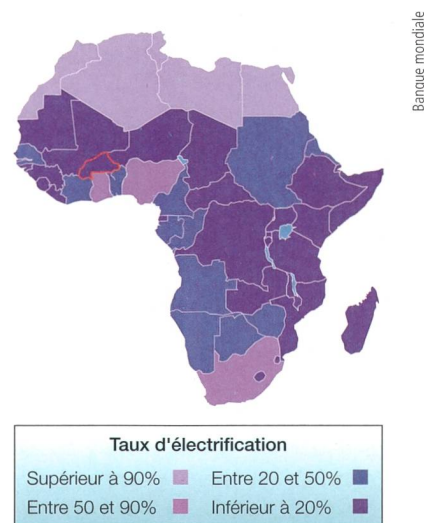 Banque mondiale
Taux d'électrification
Supérieur à 90%
Entre 20 et 50%
Entre 50 et 90%
Inférieur à 20%